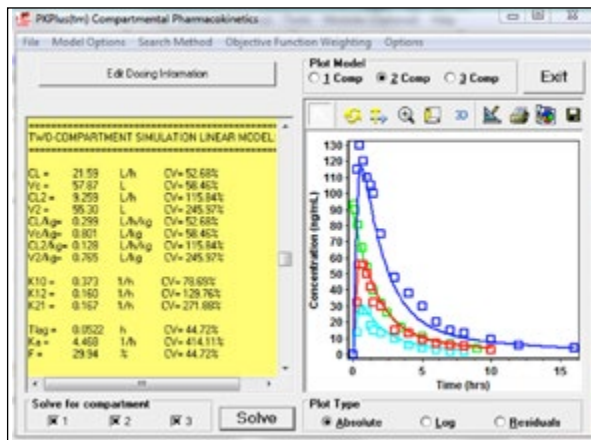 PKPlus(tm) Compartmental Pharmacokinetics
File Model Options Search Method Objective Function Weighting Options
Edit Dosing Information
Plot Model
1 Comp 2 Comp 3 Comp
Exit
TWO-COMPARTMENT SIMULATION LINEAR MODEL:
CL = 21.59 L/h CV= 52.68%
Vc = 57.87 L CV= 58.46%
CL2 = 9.259 L/h CV= 115.84%
V2 = 55.30 L CV= 245.97%
CL/kg= 0.299 L/h/kg CV= 52.68%
Vc/kg= 0.801 L/kg CV= 58.46%
CL2/kg= 0.128 L/h/kg CV= 115.84%
V2/kg= 0.765 L/kg CV= 245.97%
K10 = 0.373 1/h CV= 78.69%
K12 = 0.160 1/h CV= 129.76%
K21 = 0.167 1/h CV= 271.88%
Tlag = 0.0522 h CV= 44.72%
Ka = 4.468 1/h CV= 414.11%
F = 29.94 % CV= 44.72%
3D
Concentration (ng/mL)
130
120
110
100
90
80
70
60
50
40
30
20
10
0
0 2 4 6 8 10 12 14 16
Time (hrs)
Solve for compartment
1 2 3
Solve
Plot Type
Absolute Log Residuals